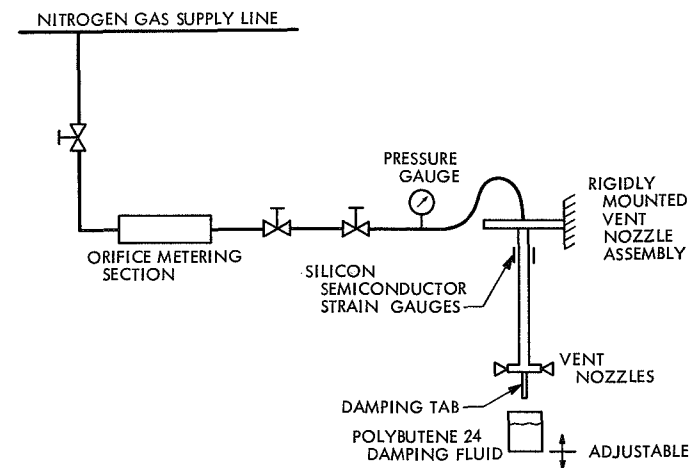 NITROGEN GAS SUPPLY LINE
PRESSURE
GAUGE
RIGIDLY
MOUNTED
VENT
NOZZLE
ASSEMBLY
ORIFICE METERING
SECTION
SILICON
SEMICONDUCTOR
STRAIN GAUGES
VENT
NOZZLES
DAMPING TAB
POLYBUTENE 24
DAMPING FLUID
ADJUSTABLE